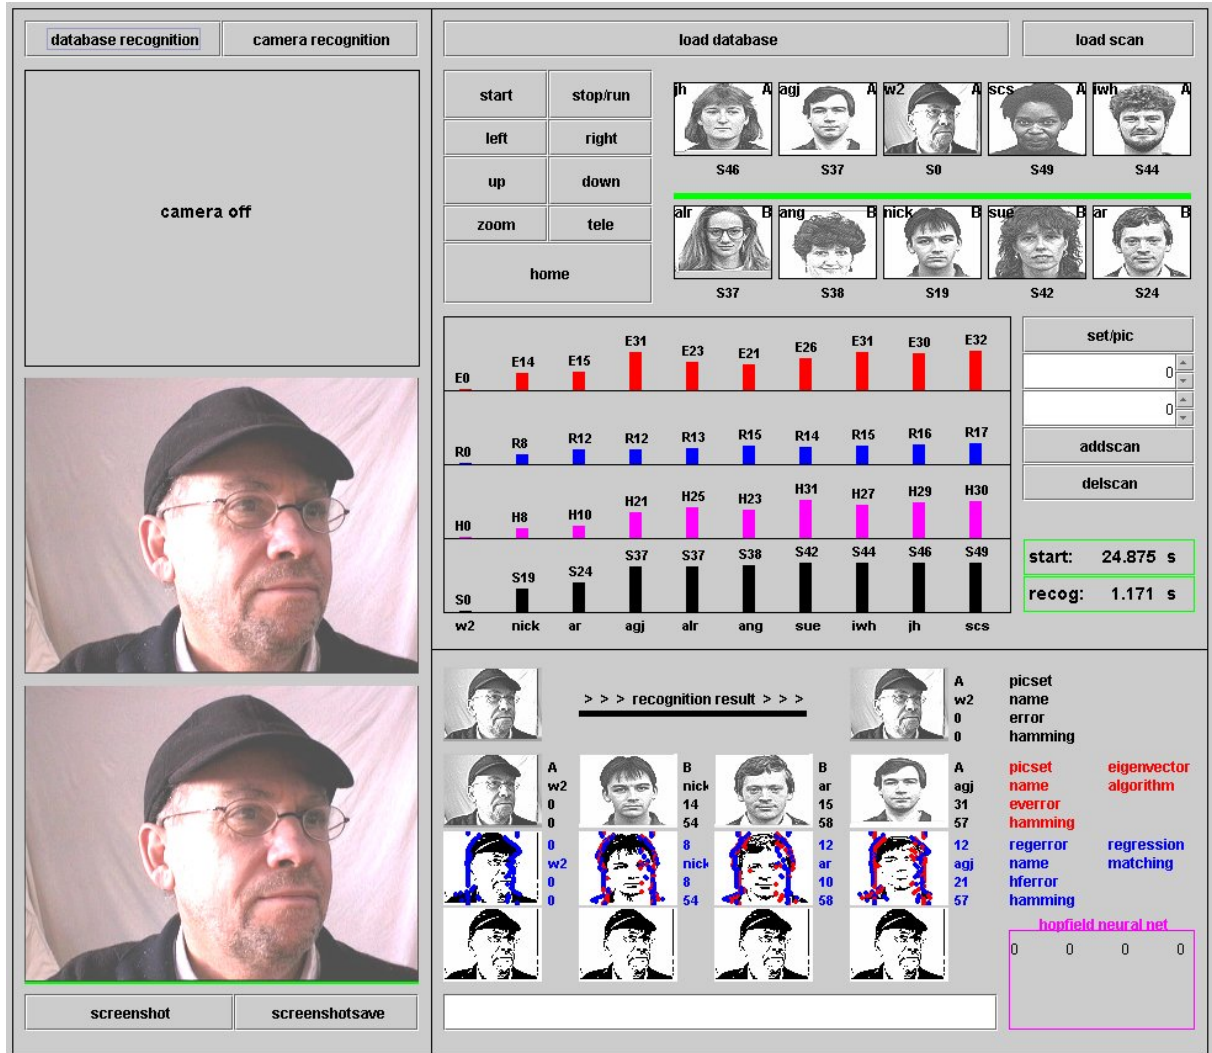 database recognition camera recognition load database load scan
camera off
start stop/run
left right
up down
zoom tele
home
jh A agj A w2 A scs A iwh A
S46 S37 S0 S49 S44
alr B ang B nick B sue B ar B
S37 S38 S19 S42 S24
E0 E14 E15 E31 E23 E21 E26 E31 E30 E32
R0 R8 R12 R12 R13 R15 R14 R15 R16 R17
H0 H8 H10 H21 H25 H23 H31 H27 H29 H30
S0 S19 S24 S37 S37 S38 S42 S44 S46 S49
w2 nick ar agj alr ang sue iwh jh scs
set/pic
0
0
addscan
delscan
start: 24.875 s
recog: 1.171 s
> > > recognition result > > >
A picset
w2 name
0 error
0 hamming
A B B A picset eigenvector
w2 nick ar agj name algorithm
0 14 15 31 everror
0 54 58 57 hamming
0 8 12 12 regerror regression
w2 nick ar agj name matching
0 8 10 21 hferror
0 54 58 57 hamming
hopfield neural net
0 0 0 0
screenshot screenshotsave